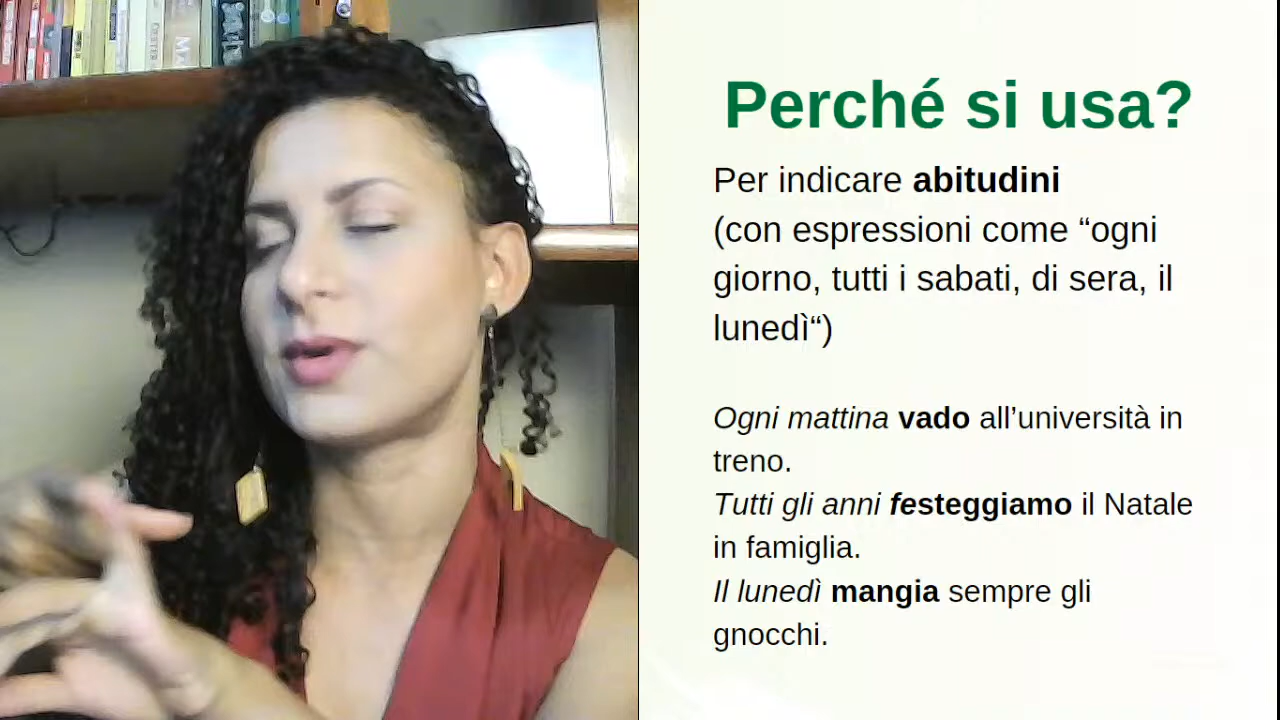 Perché si usa?
Per indicare abitudini
(con espressioni come “ogni
giorno, tutti i sabati, di sera, il
lunedì“)
Ogni mattina vado all’università in
treno.
Tutti gli anni festeggiamo il Natale
in famiglia.
Il lunedì mangia sempre gli
gnocchi.